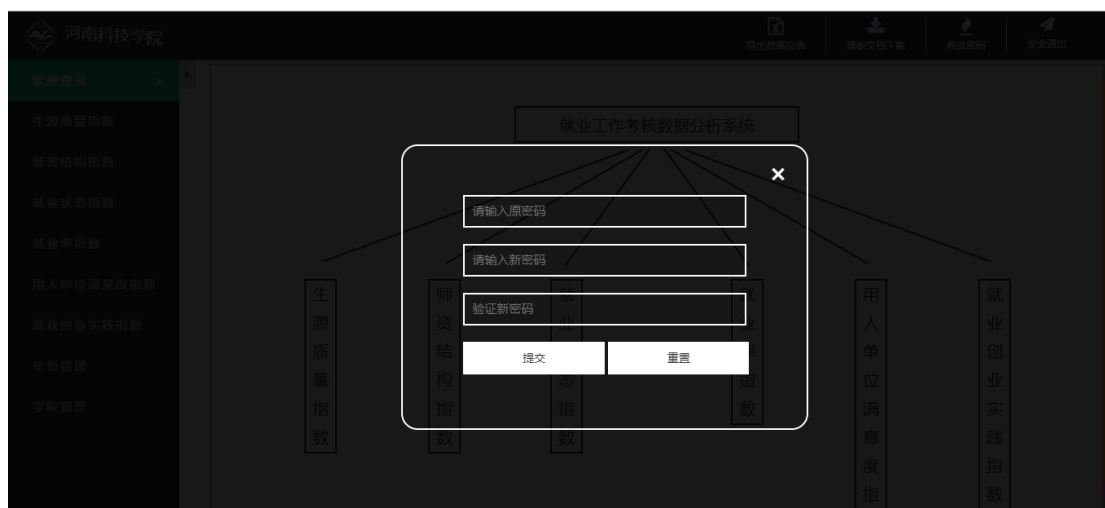 河南科技学院
导出数据总表
模板文档下载
修改密码
安全退出
欢迎登录 >
生源质量指数
师资结构指数
就业状态指数
就业率指数
用人单位满意度指数
就业创业实践指数
年份管理
学院管理
就业工作考核数据分析系统
×
请输入原密码
请输入新密码
验证新密码
提交
重置
生源质量指数
师资结构指数
就业状态指数
就业率指数
用人单位满意度指
就业创业实践指数